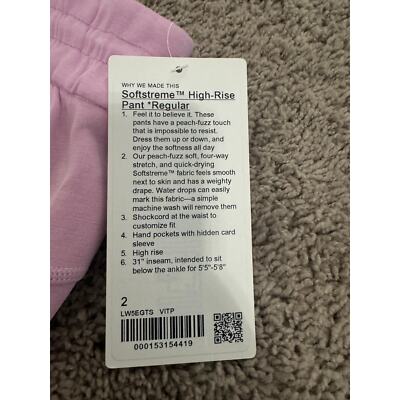 WHY WE MADE THIS
Softstreme™ High-Rise
Pant *Regular
1. Feel it to believe it. These
pants have a peach-fuzz touch
that is impossible to resist.
Dress them up or down, and
enjoy the softness all day
2. Our peach-fuzz soft, four-way
stretch, and quick-drying
Softstreme™ fabric feels smooth
next to skin and has a weighty
drape. Water drops can easily
mark this fabric—a simple
machine wash will remove them
3. Shockcord at the waist to
customize fit
4. Hand pockets with hidden card
sleeve
5. High rise
6. 31" inseam, intended to sit
below the ankle for 5'5"-5'8"
2
LW5EGTS VITP
000153154419